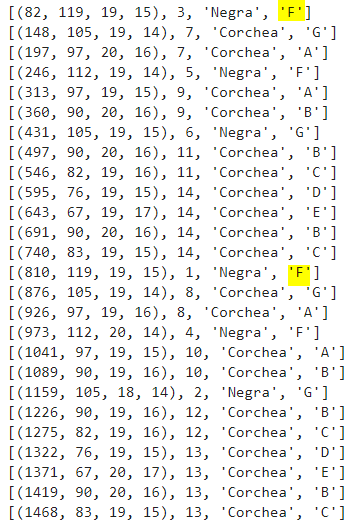 [(82, 119, 19, 15), 3, 'Negra', 'F']
[(148, 105, 19, 14), 7, 'Corchea', 'G']
[(197, 97, 20, 16), 7, 'Corchea', 'A']
[(246, 112, 19, 14), 5, 'Negra', 'F']
[(313, 97, 19, 15), 9, 'Corchea', 'A']
[(360, 90, 20, 16), 9, 'Corchea', 'B']
[(431, 105, 19, 15), 6, 'Negra', 'G']
[(497, 90, 20, 16), 11, 'Corchea', 'B']
[(546, 82, 19, 16), 11, 'Corchea', 'C']
[(595, 76, 19, 15), 14, 'Corchea', 'D']
[(643, 67, 19, 17), 14, 'Corchea', 'E']
[(691, 90, 20, 16), 14, 'Corchea', 'B']
[(740, 83, 19, 15), 14, 'Corchea', 'C']
[(810, 119, 19, 15), 1, 'Negra', 'F']
[(876, 105, 19, 14), 8, 'Corchea', 'G']
[(926, 97, 19, 16), 8, 'Corchea', 'A']
[(973, 112, 20, 14), 4, 'Negra', 'F']
[(1041, 97, 19, 15), 10, 'Corchea', 'A']
[(1089, 90, 19, 16), 10, 'Corchea', 'B']
[(1159, 105, 18, 14), 2, 'Negra', 'G']
[(1226, 90, 19, 16), 12, 'Corchea', 'B']
[(1275, 82, 19, 16), 12, 'Corchea', 'C']
[(1322, 76, 19, 15), 13, 'Corchea', 'D']
[(1371, 67, 20, 17), 13, 'Corchea', 'E']
[(1419, 90, 20, 16), 13, 'Corchea', 'B']
[(1468, 83, 19, 15), 13, 'Corchea', 'C']